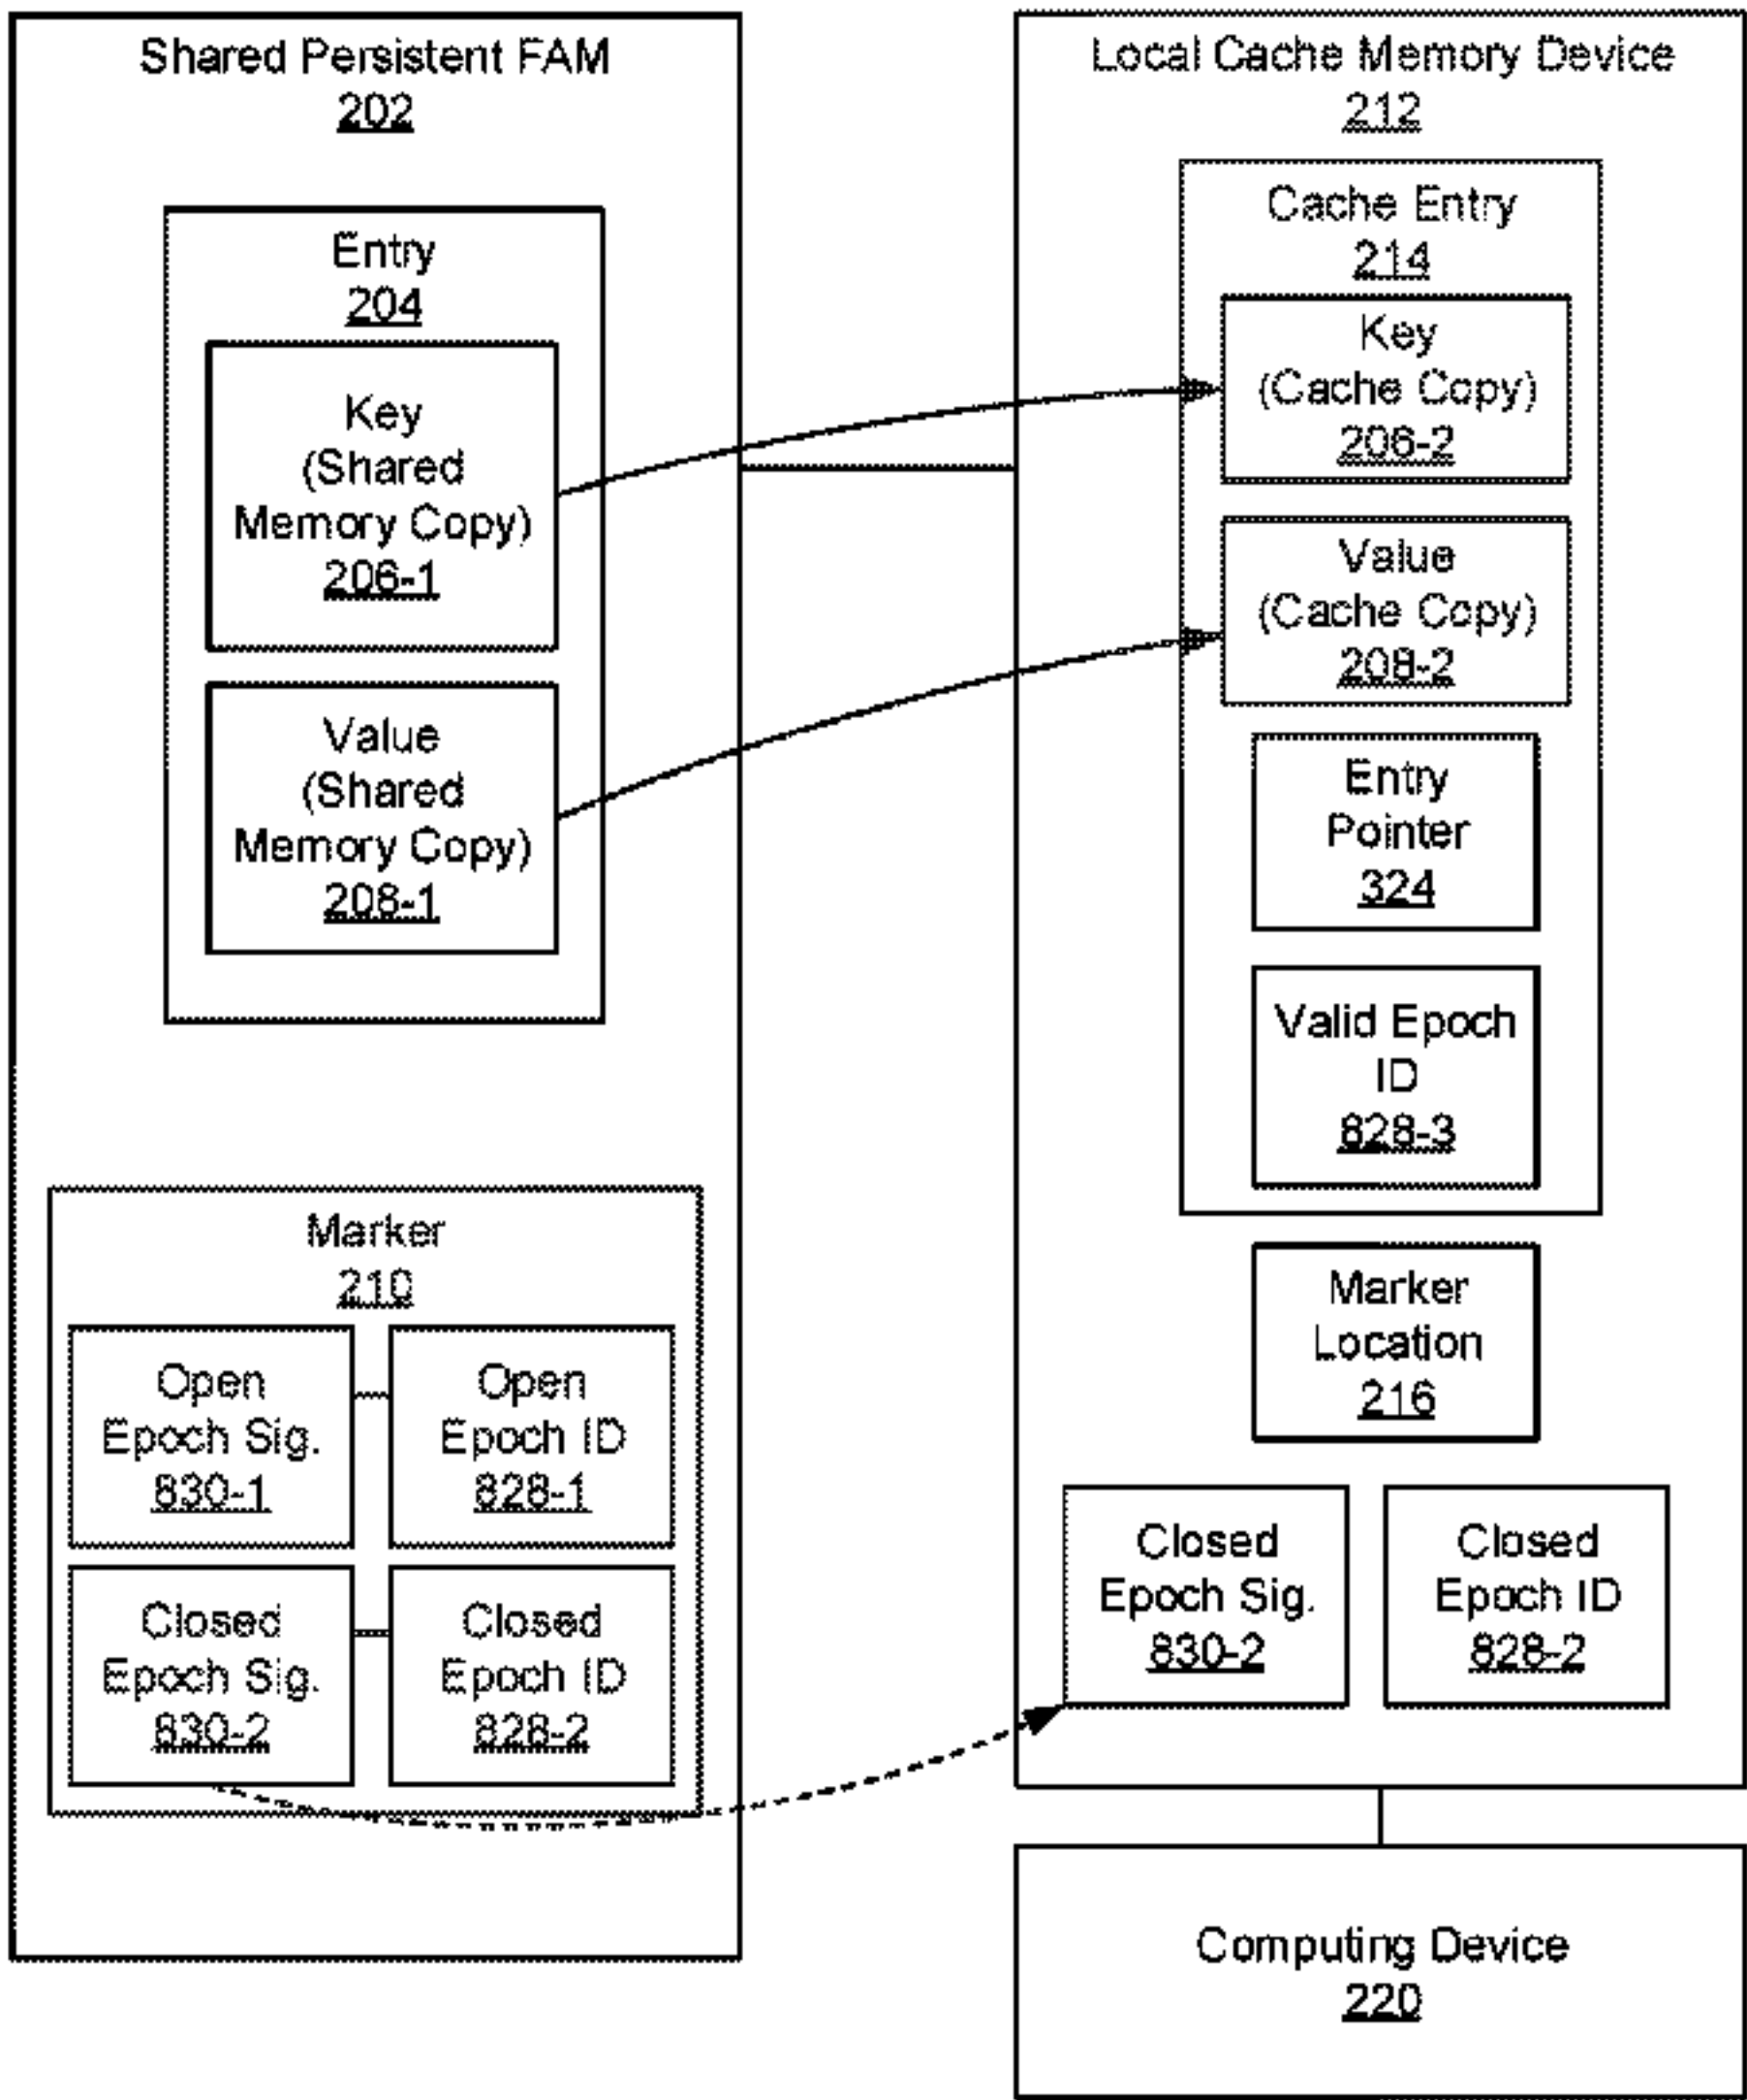 Shared Persistent FAM
202
Entry
204
Key
(Shared
Memory Copy)
206-1
Value
(Shared
Memory Copy)
208-1
Marker
210
Open
Epoch Sig.
830-1
Open
Epoch ID
828-1
Closed
Epoch Sig.
830-2
Closed
Epoch ID
828-2
Local Cache Memory Device
212
Cache Entry
214
Key
(Cache Copy)
206-2
Value
(Cache Copy)
208-2
Entry
Pointer
324
Valid Epoch
ID
828-3
Marker
Location
216
Closed
Epoch Sig.
830-2
Closed
Epoch ID
828-2
Computing Device
220